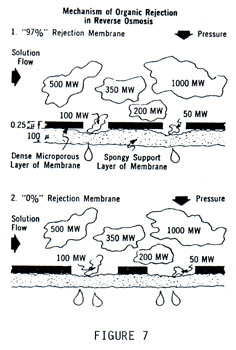 Mechanism of Organic Rejection
in Reverse Osmosis
1. "97%" Rejection Membrane
Pressure
Solution
Flow
500 MW
350 MW
1000 MW
100 MW
200 MW
50 MW
0.25
100 μ
Dense Microporous
Layer of Membrane
Spongy Support
Layer of Membrane
2. "0%" Rejection Membrane
Pressure
Solution
Flow
500 MW
350 MW
1000 MW
100 MW
200 MW
50 MW
FIGURE 7